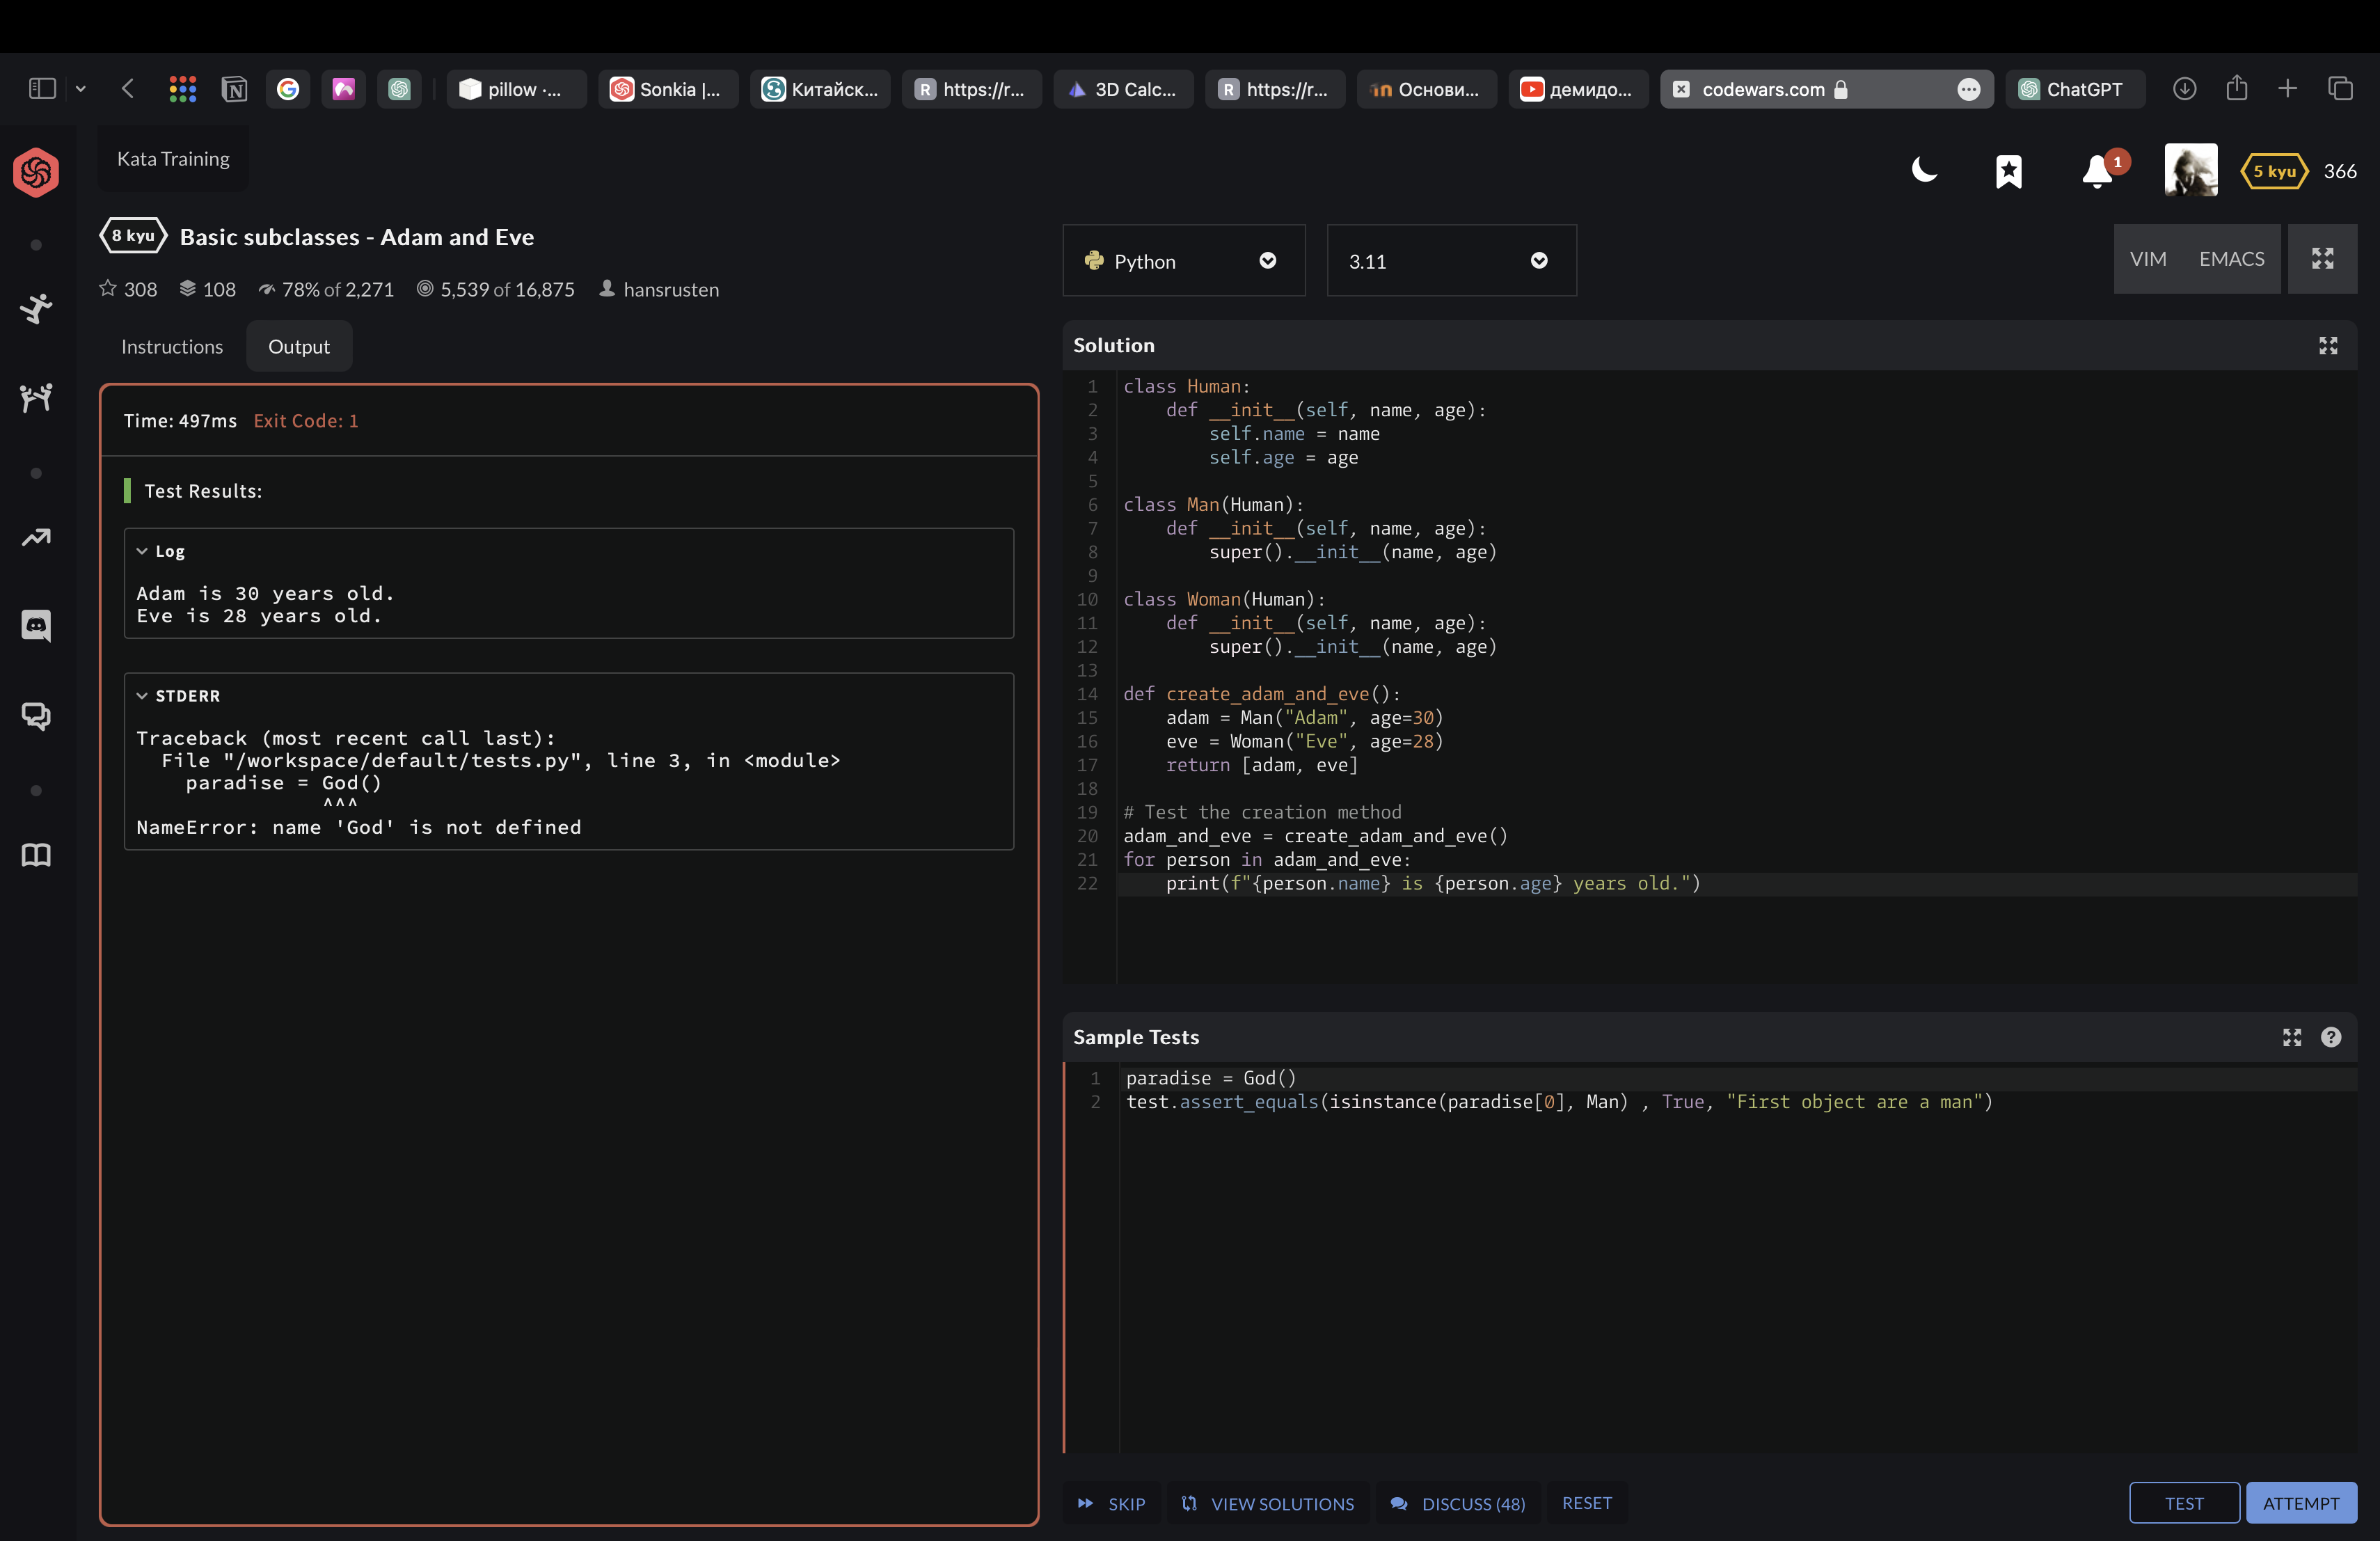 pillow ·...
Sonkia |...
Китайск...
R https://r...
3D Calc...
R https://r...
Основи...
демидо...
codewars.com
ChatGPT
Kata Training
1
5 kyu
366
8 kyu Basic subclasses - Adam and Eve
308 108 78% of 2,271 5,539 of 16,875 hansrusten
Python
3.11
VIM EMACS
Instructions Output
Time: 497ms Exit Code: 1
Test Results:
Log
Adam is 30 years old.
Eve is 28 years old.
STDERR
Traceback (most recent call last):
  File "/workspace/default/tests.py", line 3, in <module>
    paradise = God()
               ^^^
NameError: name 'God' is not defined
Solution
1 class Human:
2     def __init__(self, name, age):
3         self.name = name
4         self.age = age
5
6 class Man(Human):
7     def __init__(self, name, age):
8         super().__init__(name, age)
9
10 class Woman(Human):
11     def __init__(self, name, age):
12         super().__init__(name, age)
13
14 def create_adam_and_eve():
15     adam = Man("Adam", age=30)
16     eve = Woman("Eve", age=28)
17     return [adam, eve]
18
19 # Test the creation method
20 adam_and_eve = create_adam_and_eve()
21 for person in adam_and_eve:
22     print(f"{person.name} is {person.age} years old.")
Sample Tests
1 paradise = God()
2 test.assert_equals(isinstance(paradise[0], Man) , True, "First object are a man")
SKIP VIEW SOLUTIONS DISCUSS (48) RESET
TEST ATTEMPT